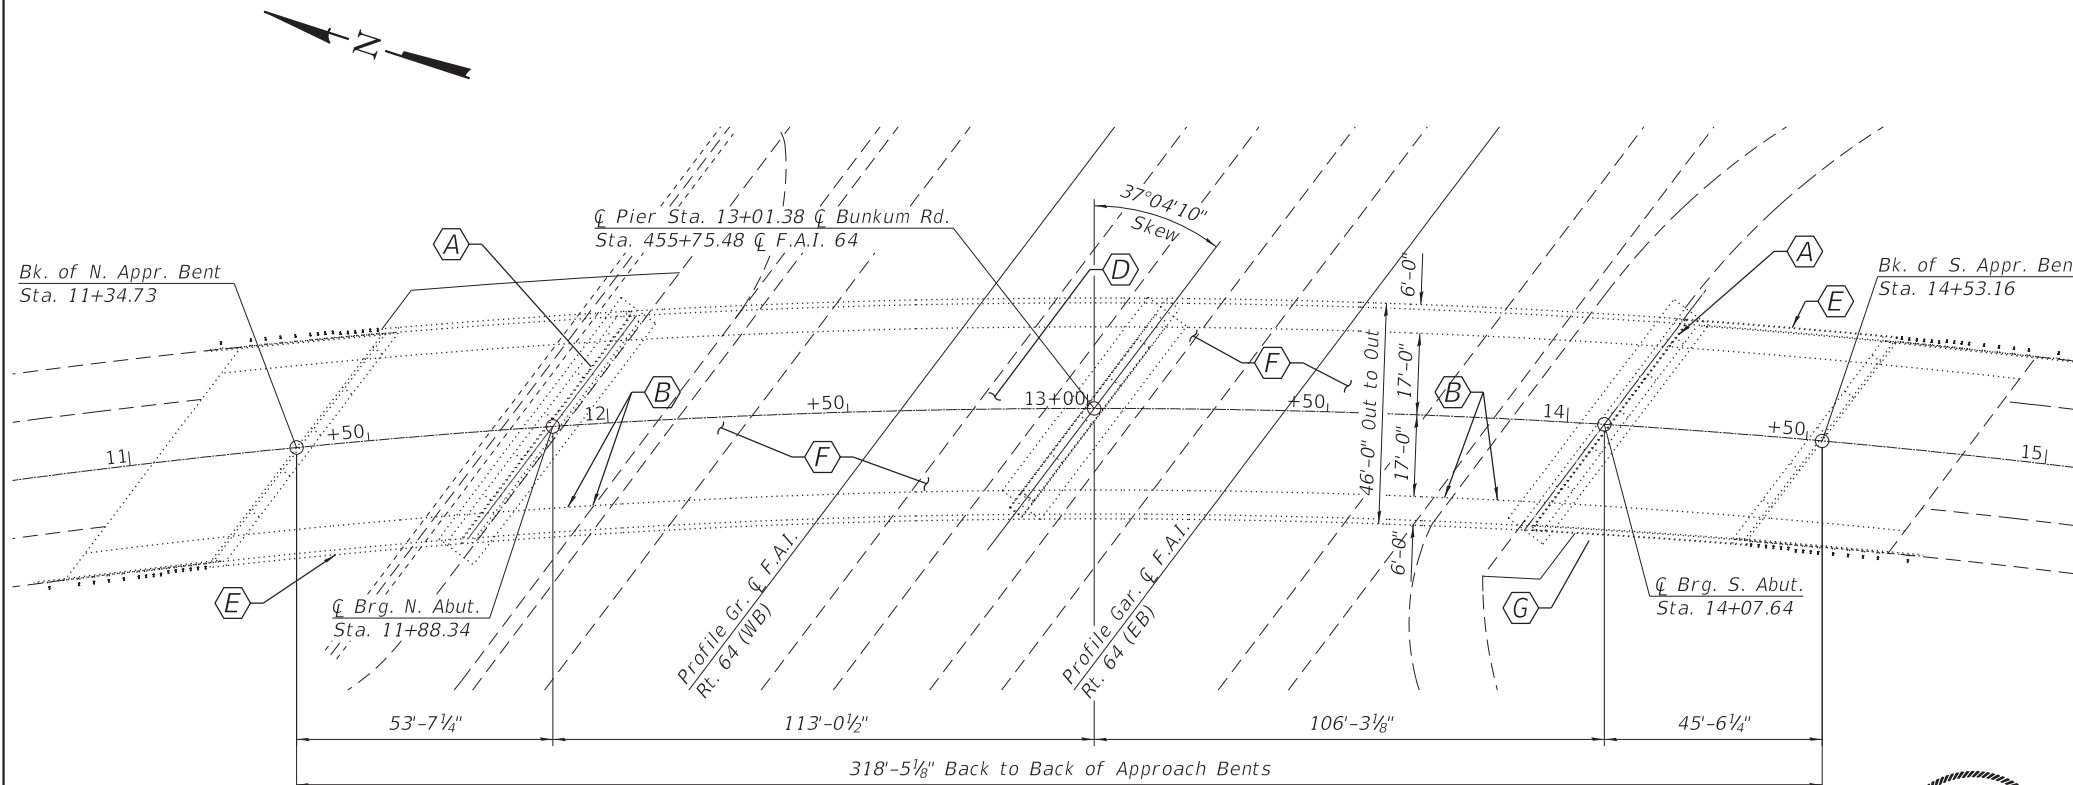 N
37°04'10"
Skew
℄ Pier Sta. 13+01.38 ℄ Bunkum Rd.
Sta. 455+75.48 ℄ F.A.I. 64
A
D
A
Bk. of N. Appr. Bent
Sta. 11+34.73
Bk. of S. Appr. Ben
Sta. 14+53.16
E
6'-0"
F
B
B
46'-0" Out to Out
17'-0"
17'-0"
6'-0"
11
+50
12
+50
13+00
+50
14
+50
15
F
E
℄ Brg. N. Abut.
Sta. 11+88.34
Profile Gr. ℄ F.A.I.
Rt. 64 (WB)
Profile Gar. ℄ F.A.I.
Rt. 64 (EB)
G
℄ Brg. S. Abut.
Sta. 14+07.64
53'-7¼"
113'-0½"
106'-3⅛"
45'-6¼"
318'-5⅛" Back to Back of Approach Bents